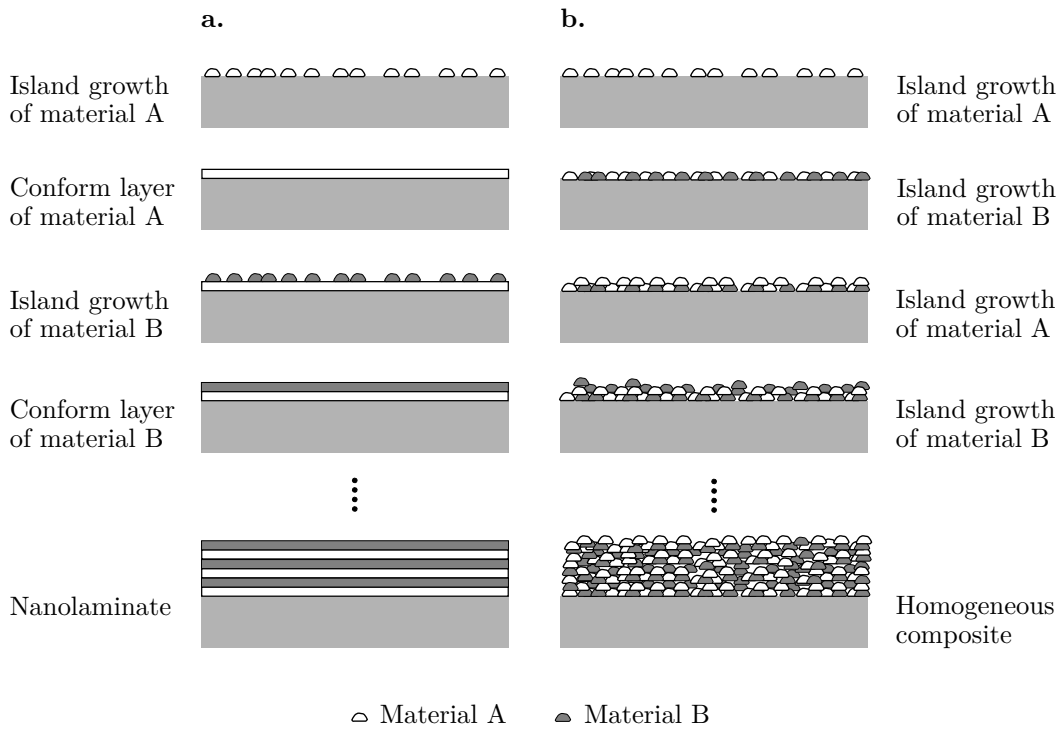 a.
b.
Island growth
of material A
Island growth
of material A
Conform layer
of material A
Island growth
of material B
Island growth
of material B
Island growth
of material A
Conform layer
of material B
Island growth
of material B
Nanolaminate
Homogeneous
composite
Material A
Material B